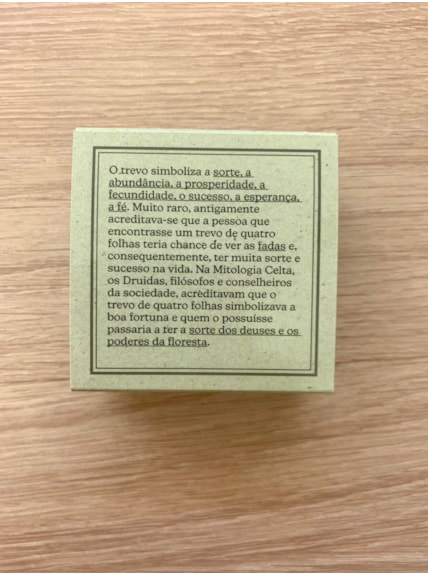 O trevo simboliza a sorte, a
abundância, a prosperidade, a
fecundidade, o sucesso, a esperança,
a fé. Muito raro, antigamente
acreditava-se que a pessoa que
encontrasse um trevo de quatro
folhas teria chance de ver as fadas e,
consequentemente, ter muita sorte e
sucesso na vida. Na Mitologia Celta,
os Druidas, filósofos e conselheiros
da sociedade, acreditavam que o
trevo de quatro folhas simbolizava a
boa fortuna e quem o possuísse
passaria a ter a sorte dos deuses e os
poderes da floresta.